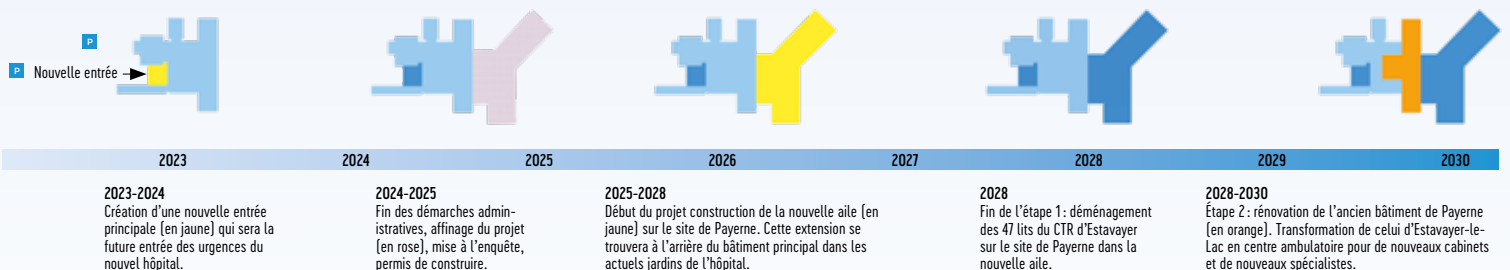 P
P Nouvelle entrée
2023 2024 2025 2026 2027 2028 2029 2030
2023-2024
Création d'une nouvelle entrée
principale (en jaune) qui sera la
future entrée des urgences du
nouvel hôpital.
2024-2025
Fin des démarches admin-
istratives, affinage du projet
(en rose), mise à l'enquête,
permis de construire.
2025-2028
Début du projet construction de la nouvelle aile (en
jaune) sur le site de Payerne. Cette extension se
trouvera à l'arrière du bâtiment principal dans les
actuels jardins de l'hôpital.
2028
Fin de l'étape 1 : déménagement
des 47 lits du CTR d'Estavayer
sur le site de Payerne dans la
nouvelle aile.
2028-2030
Étape 2 : rénovation de l'ancien bâtiment de Payerne
(en orange). Transformation de celui d'Estavayer-le-
Lac en centre ambulatoire pour de nouveaux cabinets
et de nouveaux spécialistes.